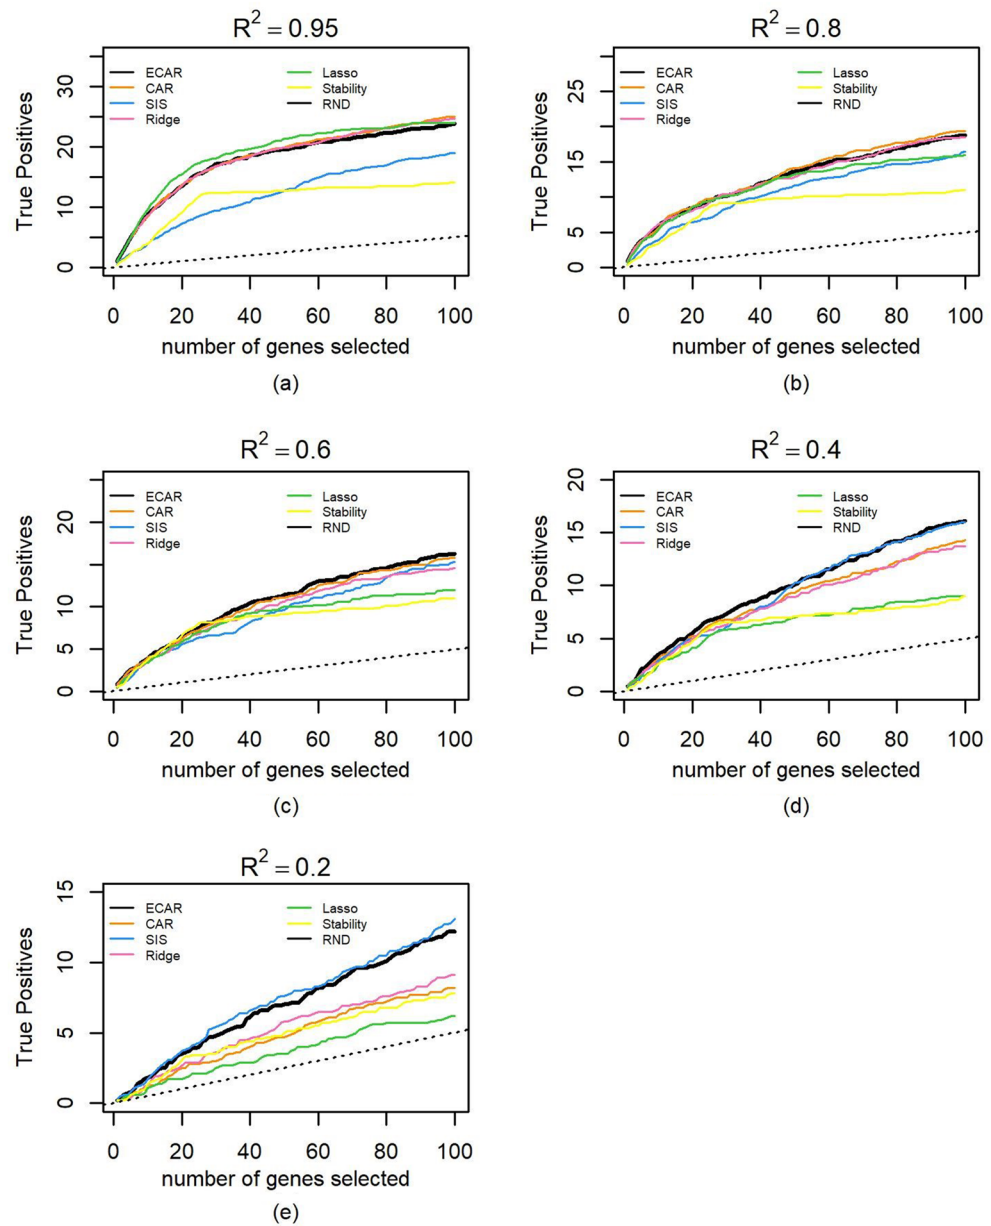 R² = 0.95
True Positives
0 10 20 30
ECAR
CAR
SIS
Ridge
Lasso
Stability
RND
0 20 40 60 80 100
number of genes selected
(a)
R² = 0.8
True Positives
0 5 15 25
ECAR
CAR
SIS
Ridge
Lasso
Stability
RND
0 20 40 60 80 100
number of genes selected
(b)
R² = 0.6
True Positives
0 5 10 20
ECAR
CAR
SIS
Ridge
Lasso
Stability
RND
0 20 40 60 80 100
number of genes selected
(c)
R² = 0.4
True Positives
0 5 10 15 20
ECAR
CAR
SIS
Ridge
Lasso
Stability
RND
0 20 40 60 80 100
number of genes selected
(d)
R² = 0.2
True Positives
0 5 10 15
ECAR
CAR
SIS
Ridge
Lasso
Stability
RND
0 20 40 60 80 100
number of genes selected
(e)